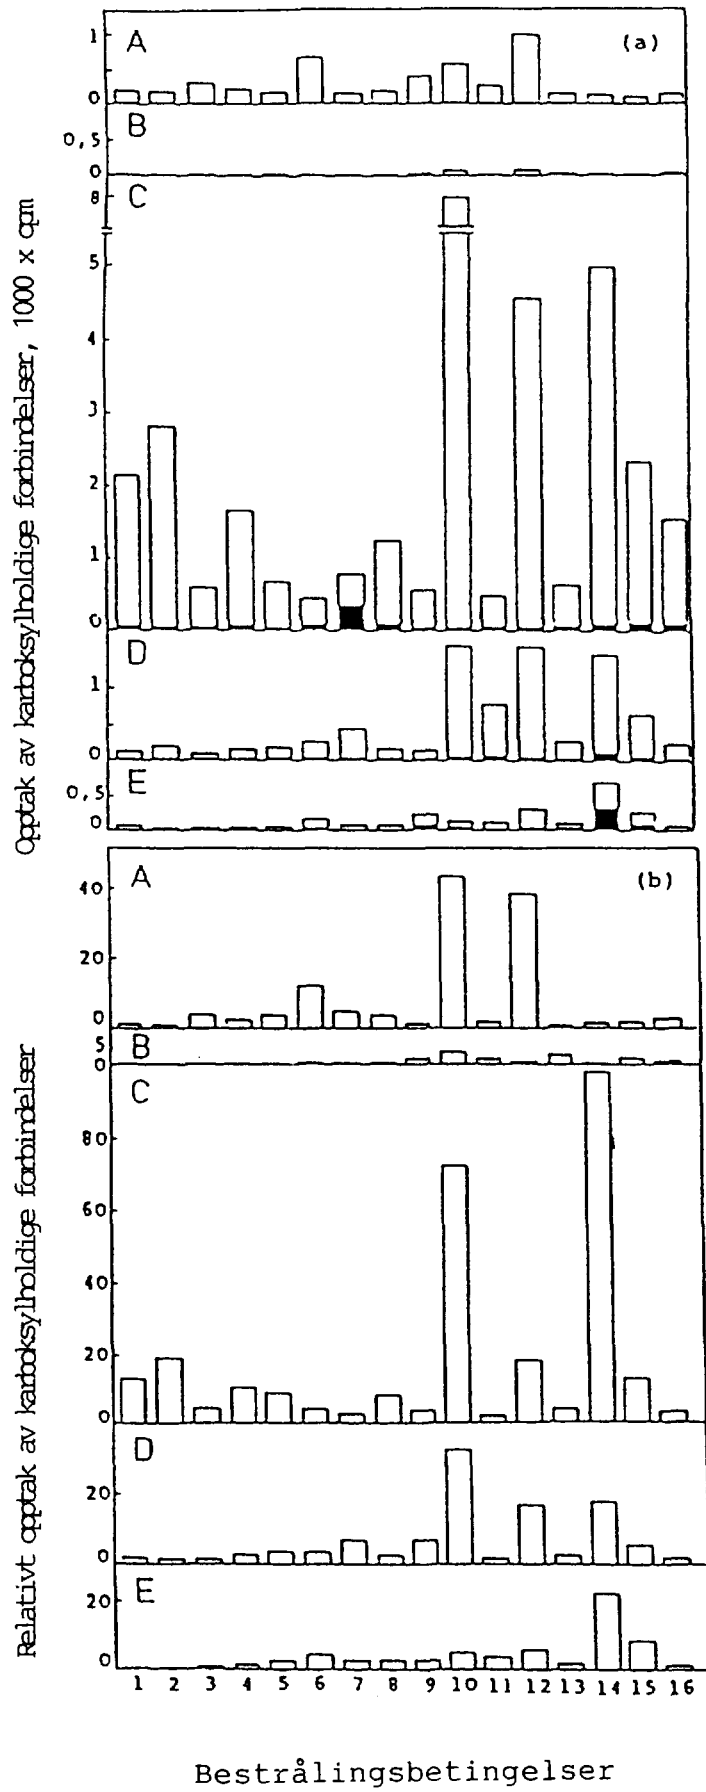 Opptak av karboksylholdige forbindelser, 1000 x cpm
A
(a)
1
0
B
0,5
0
C
8
5
4
3
2
1
0
D
1
0
E
0,5
0
Relativt opptak av karboksylholdige forbindelser
A
(b)
40
20
0
B
5
0
C
80
60
40
20
0
D
20
0
E
20
0
1 2 3 4 5 6 7 8 9 10 11 12 13 14 15 16
Bestrålingsbetingelser